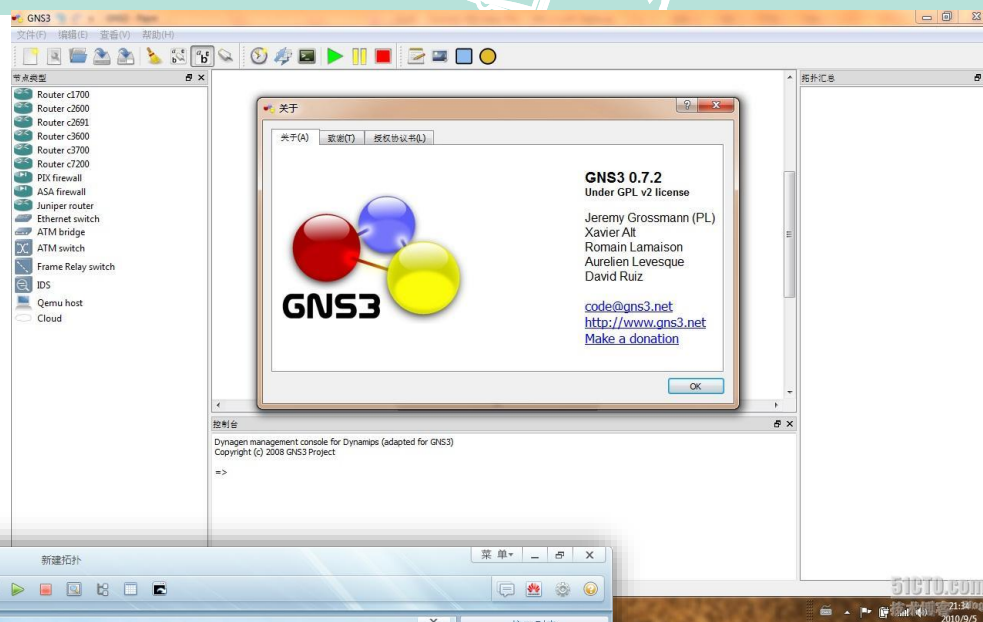 GNS3
文件(F) 编辑(E) 查看(V) 帮助(H)
节点类型
Router c1700
Router c2600
Router c2691
Router c3600
Router c3700
Router c7200
PIX firewall
ASA firewall
Juniper router
Ethernet switch
ATM bridge
ATM switch
Frame Relay switch
IDS
Qemu host
Cloud
拓扑汇总
关于
关于(A) 致谢(T) 授权协议书(L)
GNS3
GNS3 0.7.2
Under GPL v2 license
Jeremy Grossmann (PL)
Xavier Alt
Romain Lamaison
Aurelien Levesque
David Ruiz
code@gns3.net
http://www.gns3.net
Make a donation
OK
控制台
Dynagen management console for Dynamips (adapted for GNS3)
Copyright (c) 2008 GNS3 Project
=>
新建拓扑
菜 单
51CTO.com
技术博客
21:34
2010/9/5